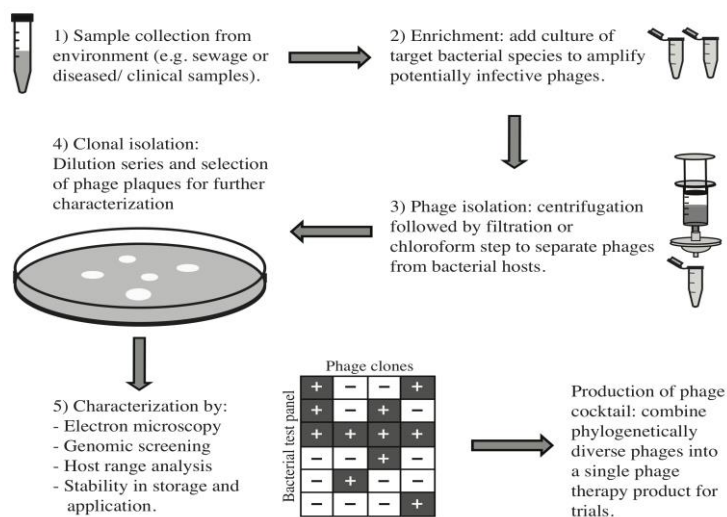 1) Sample collection from
environment (e.g. sewage or
diseased/ clinical samples).
2) Enrichment: add culture of
target bacterial species to amplify
potentially infective phages.
3) Phage isolation: centrifugation
followed by filtration or
chloroform step to separate phages
from bacterial hosts.
4) Clonal isolation:
Dilution series and selection
of phage plaques for further
characterization
5) Characterization by:
- Electron microscopy
- Genomic screening
- Host range analysis
- Stability in storage and
application.
Phage clones
Bacterial test panel
+ − − +
+ − + −
+ + + +
− − + −
− + − −
− − − +
Production of phage
cocktail: combine
phylogenetically
diverse phages into
a single phage
therapy product for
trials.